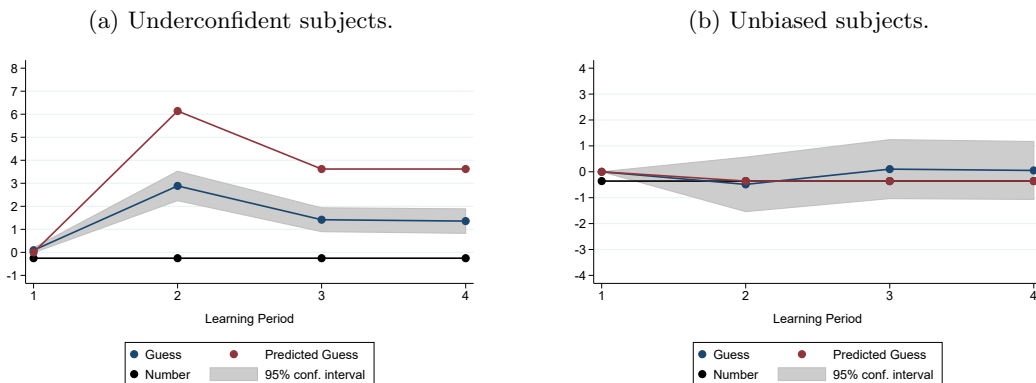 (a) Underconfident subjects.
8
7
6
5
4
3
2
1
0
-1
1 2 3 4
Learning Period
Guess Predicted Guess
Number 95% conf. interval
(b) Unbiased subjects.
4
3
2
1
0
-1
-2
-3
-4
1 2 3 4
Learning Period
Guess Predicted Guess
Number 95% conf. interval